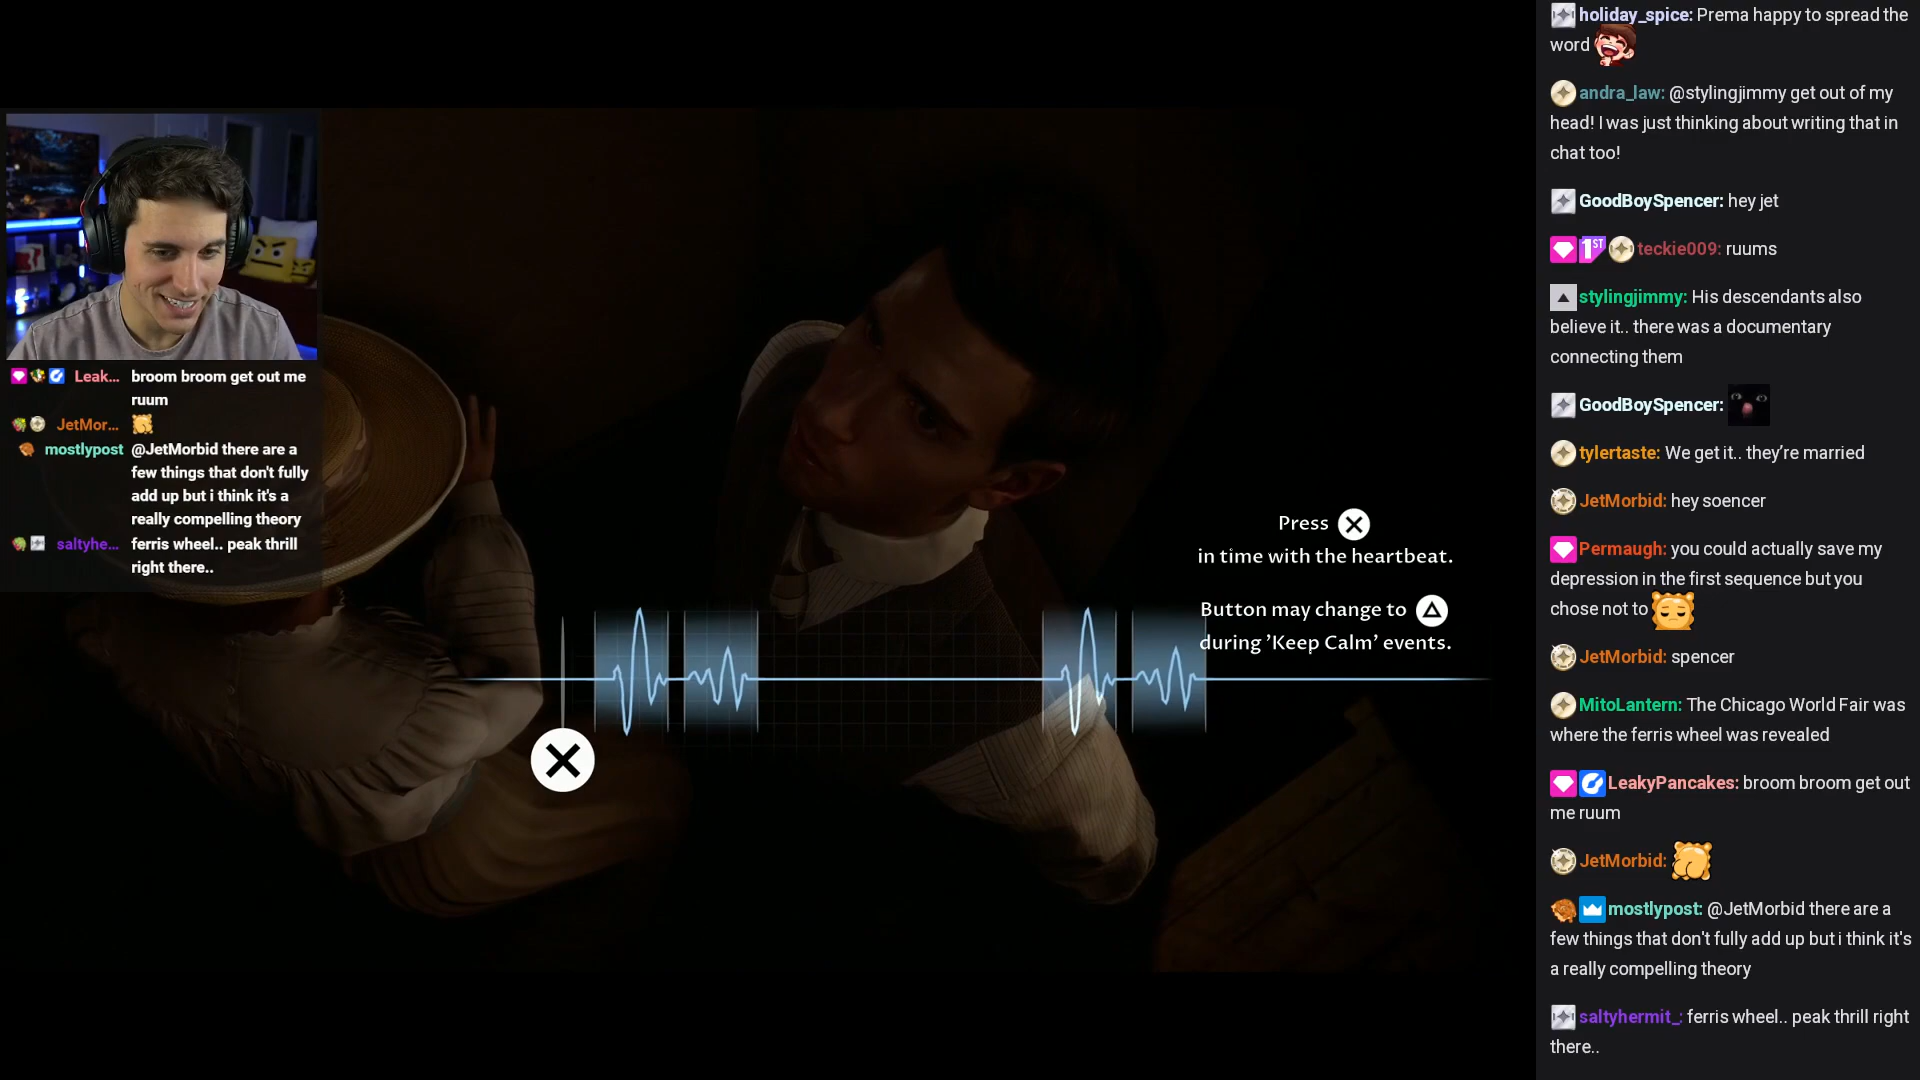 Leak... broom broom get out me
ruum
JetMor...
mostlypost @JetMorbid there are a
few things that don't fully
add up but i think it's a
really compelling theory
saltyhe... ferris wheel.. peak thrill
right there..
Press
in time with the heartbeat.
Button may change to
during 'Keep Calm' events.
holiday_spice: Prema happy to spread the
word
andra_law: @stylingjimmy get out of my
head! I was just thinking about writing that in
chat too!
GoodBoySpencer: hey jet
1ST teckie009: ruums
stylingjimmy: His descendants also
believe it.. there was a documentary
connecting them
GoodBoySpencer:
tylertaste: We get it.. they’re married
JetMorbid: hey soencer
Permaugh: you could actually save my
depression in the first sequence but you
chose not to
JetMorbid: spencer
MitoLantern: The Chicago World Fair was
where the ferris wheel was revealed
LeakyPancakes: broom broom get out
me ruum
JetMorbid:
mostlypost: @JetMorbid there are a
few things that don't fully add up but i think it's
a really compelling theory
saltyhermit_: ferris wheel.. peak thrill right
there..